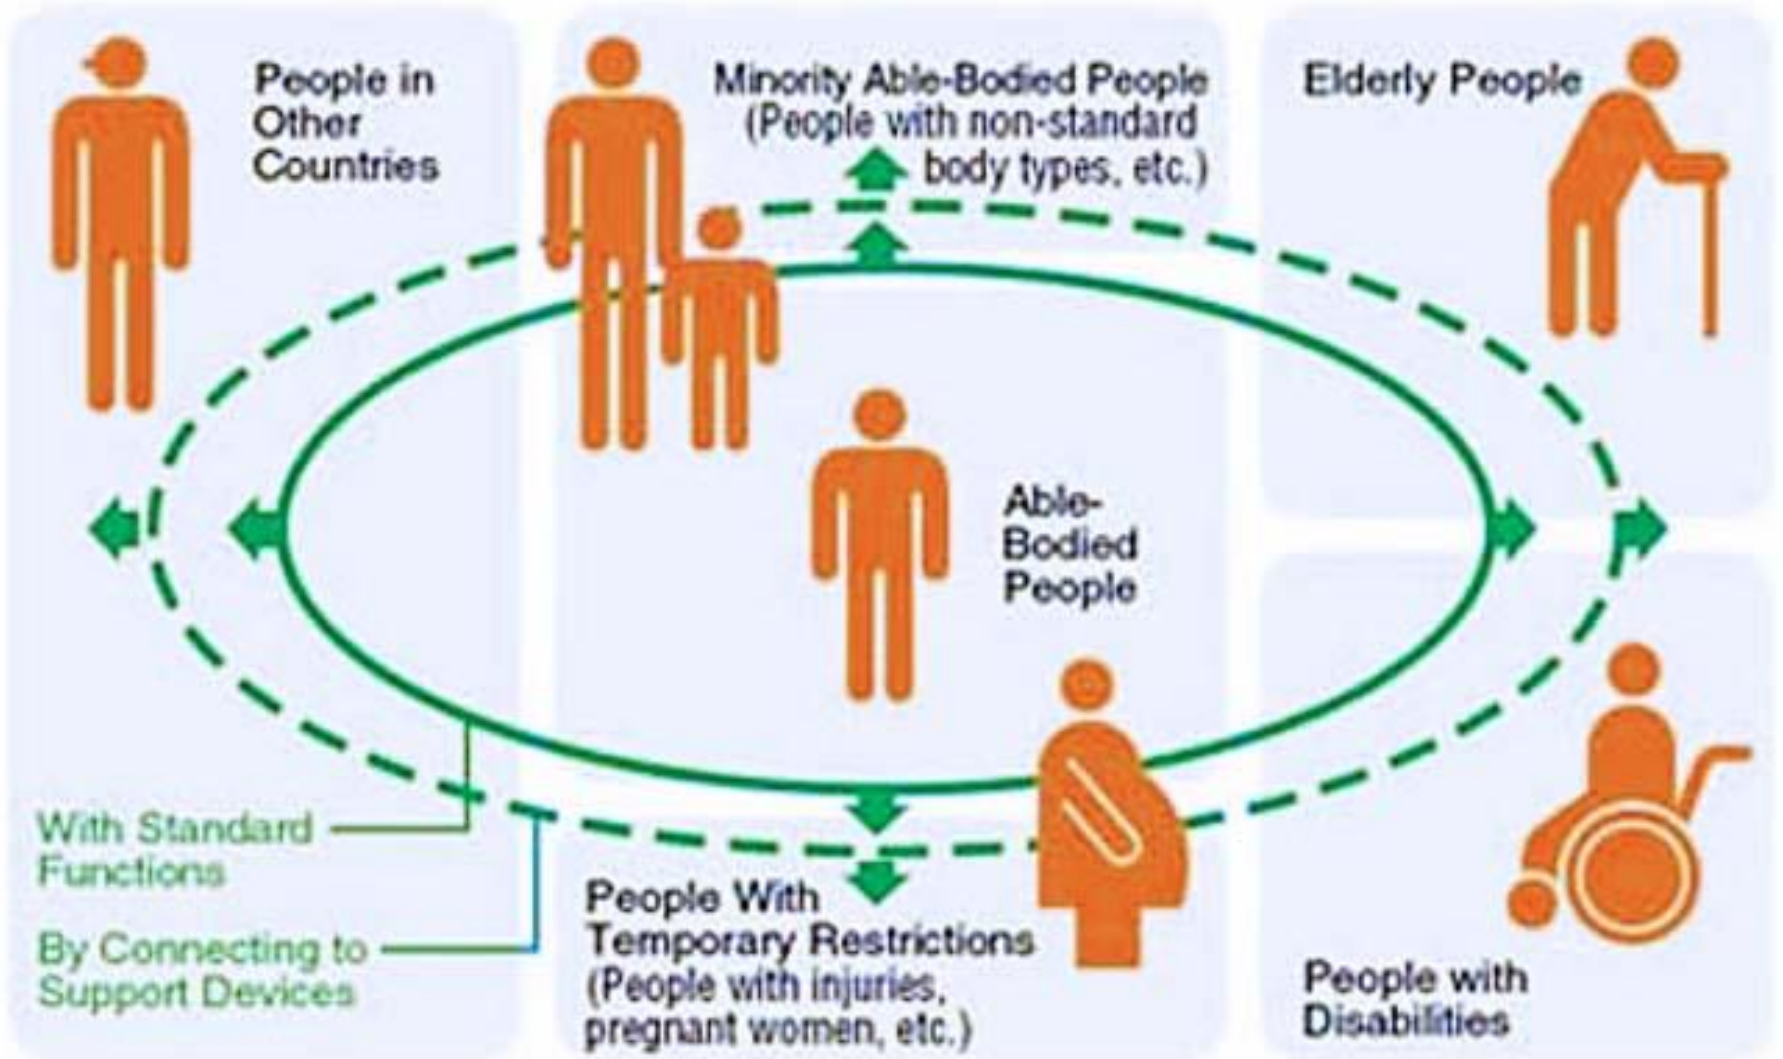 People in
Other
Countries
Minority Able-Bodied People
(People with non-standard
body types, etc.)
Elderly People
Able-
Bodied
People
With Standard
Functions
By Connecting to
Support Devices
People With
Temporary Restrictions
(People with injuries,
pregnant women, etc.)
People with
Disabilities